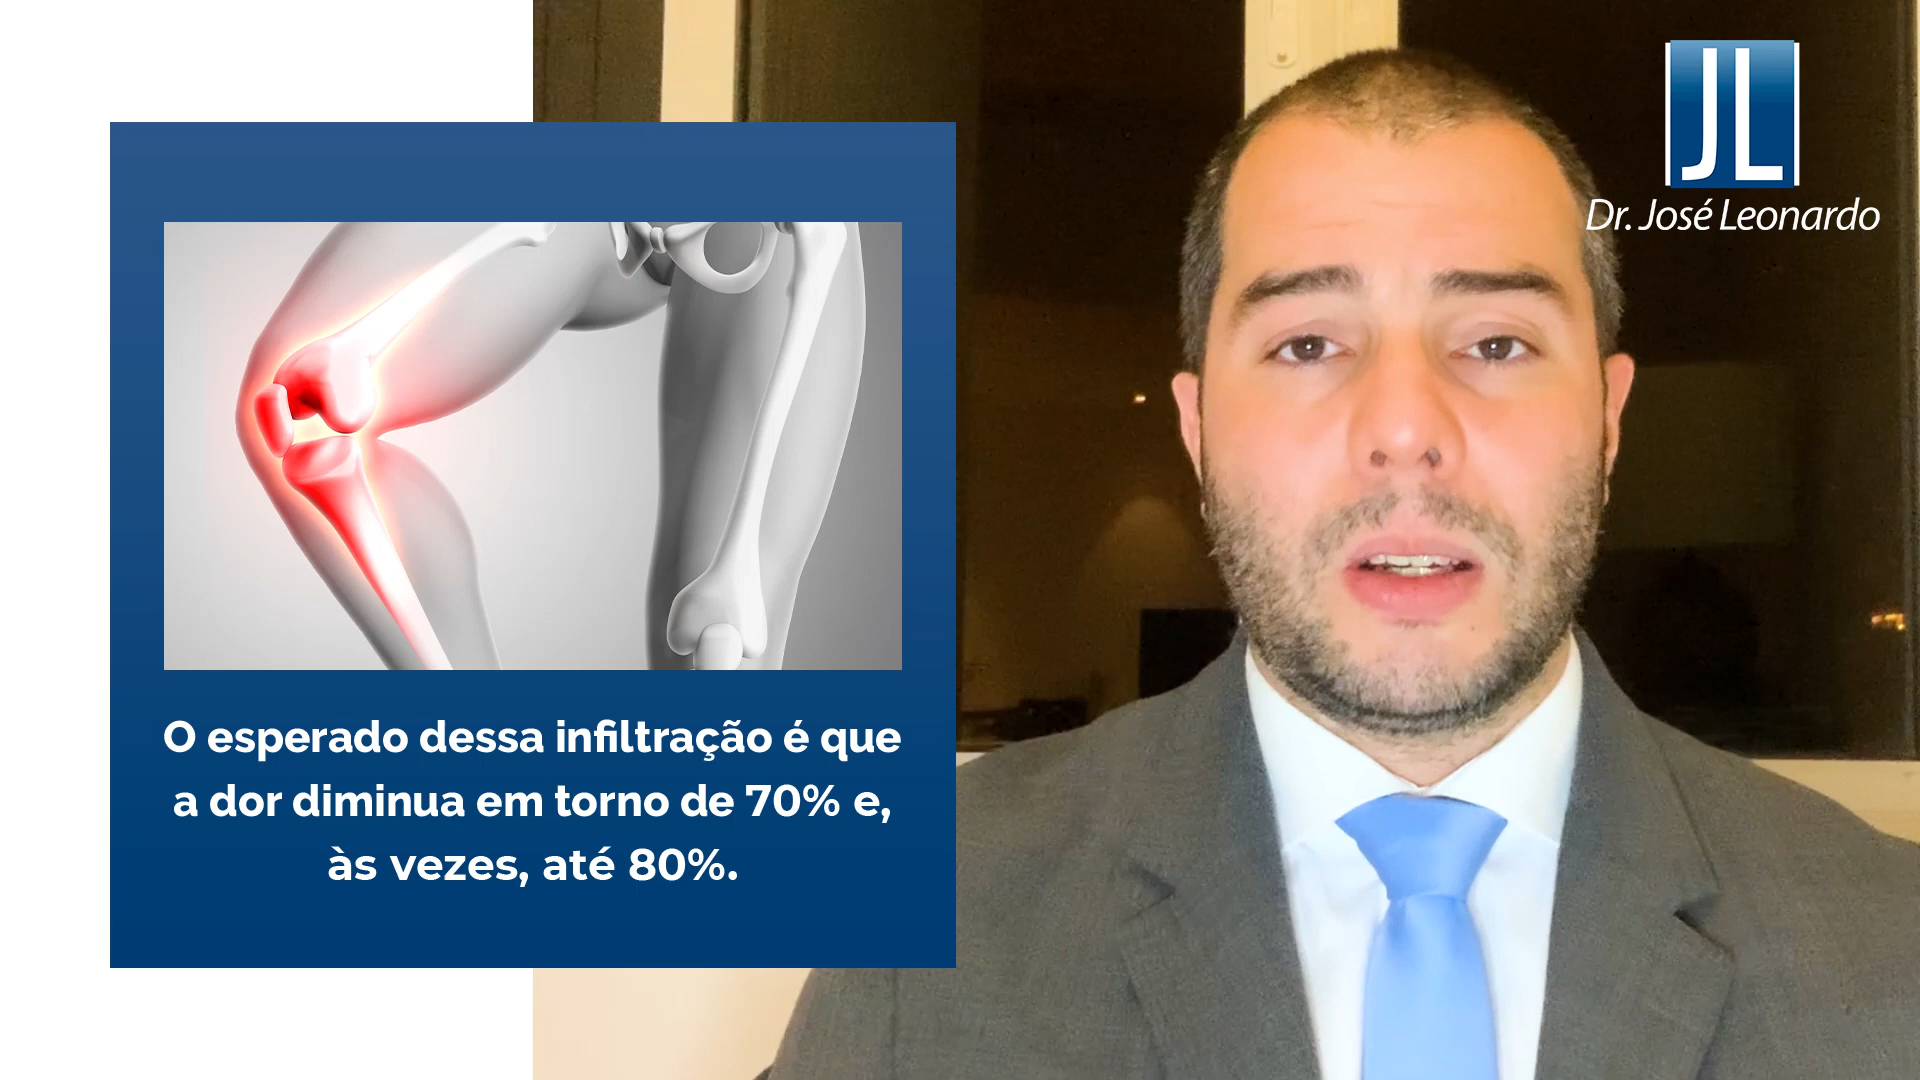 O esperado dessa infiltração é que
a dor diminua em torno de 70% e,
às vezes, até 80%.
JL
Dr. José Leonardo